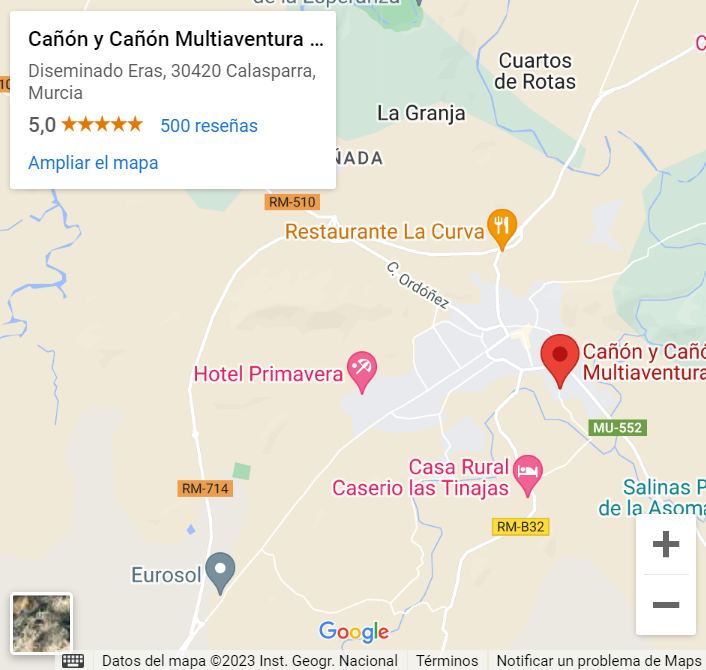 de la Esperanza
Cañón y Cañón Multiaventura ...
Diseminado Eras, 30420 Calasparra,
Murcia
5,0
500 reseñas
Ampliar el mapa
Cuartos
de Rotas
La Granja
ÑADA
RM-510
Restaurante La Curva
C. Ordóñez
Hotel Primavera
Cañón y Cañó
Multiaventura
MU-552
Casa Rural
Caserio las Tinajas
RM-714
Salinas P
de la Asoma
RM-B32
Eurosol
Google
Datos del mapa ©2023 Inst. Geogr. Nacional
Términos
Notificar un problema de Maps